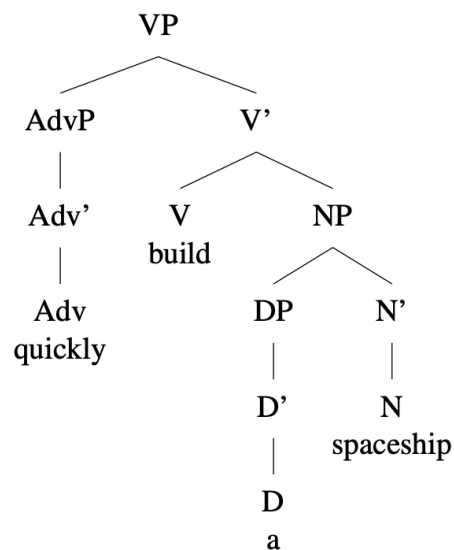 VP
AdvP V’
Adv’ V NP
build
Adv DP N’
quickly
D’ N
spaceship
D
a